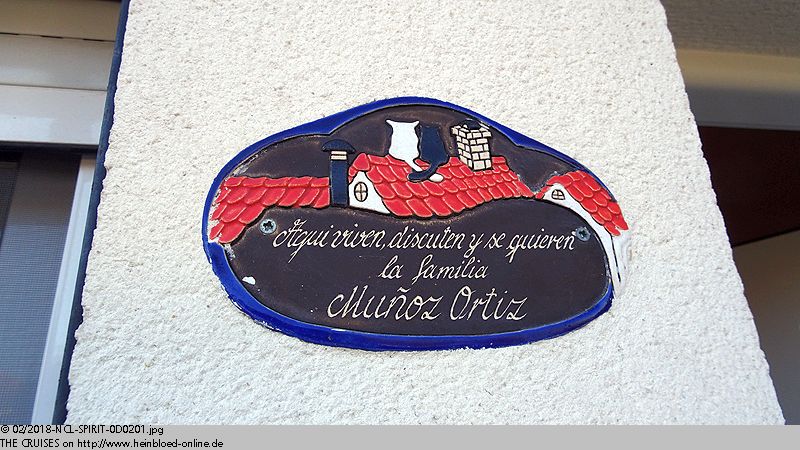 Aqui viven, discuten y se quieren
la familia
Muñoz Ortiz
© 02/2018-NCL-SPIRIT-0D0201.jpg
THE CRUISES on http://www.heinbloed-online.de